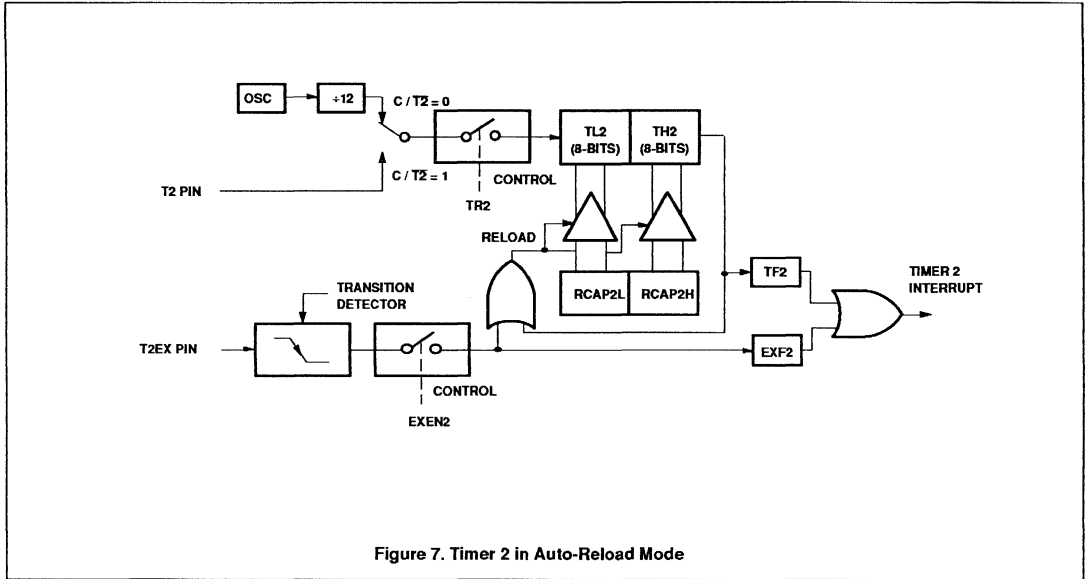 OSC
÷12
C / T2̅ = 0
TL2
(8-BITS)
TH2
(8-BITS)
C / T2̅ = 1
CONTROL
T2 PIN
TR2
RELOAD
TRANSITION
DETECTOR
RCAP2L
RCAP2H
TF2
TIMER 2
INTERRUPT
T2EX PIN
EXF2
CONTROL
EXEN2
Figure 7. Timer 2 in Auto-Reload Mode